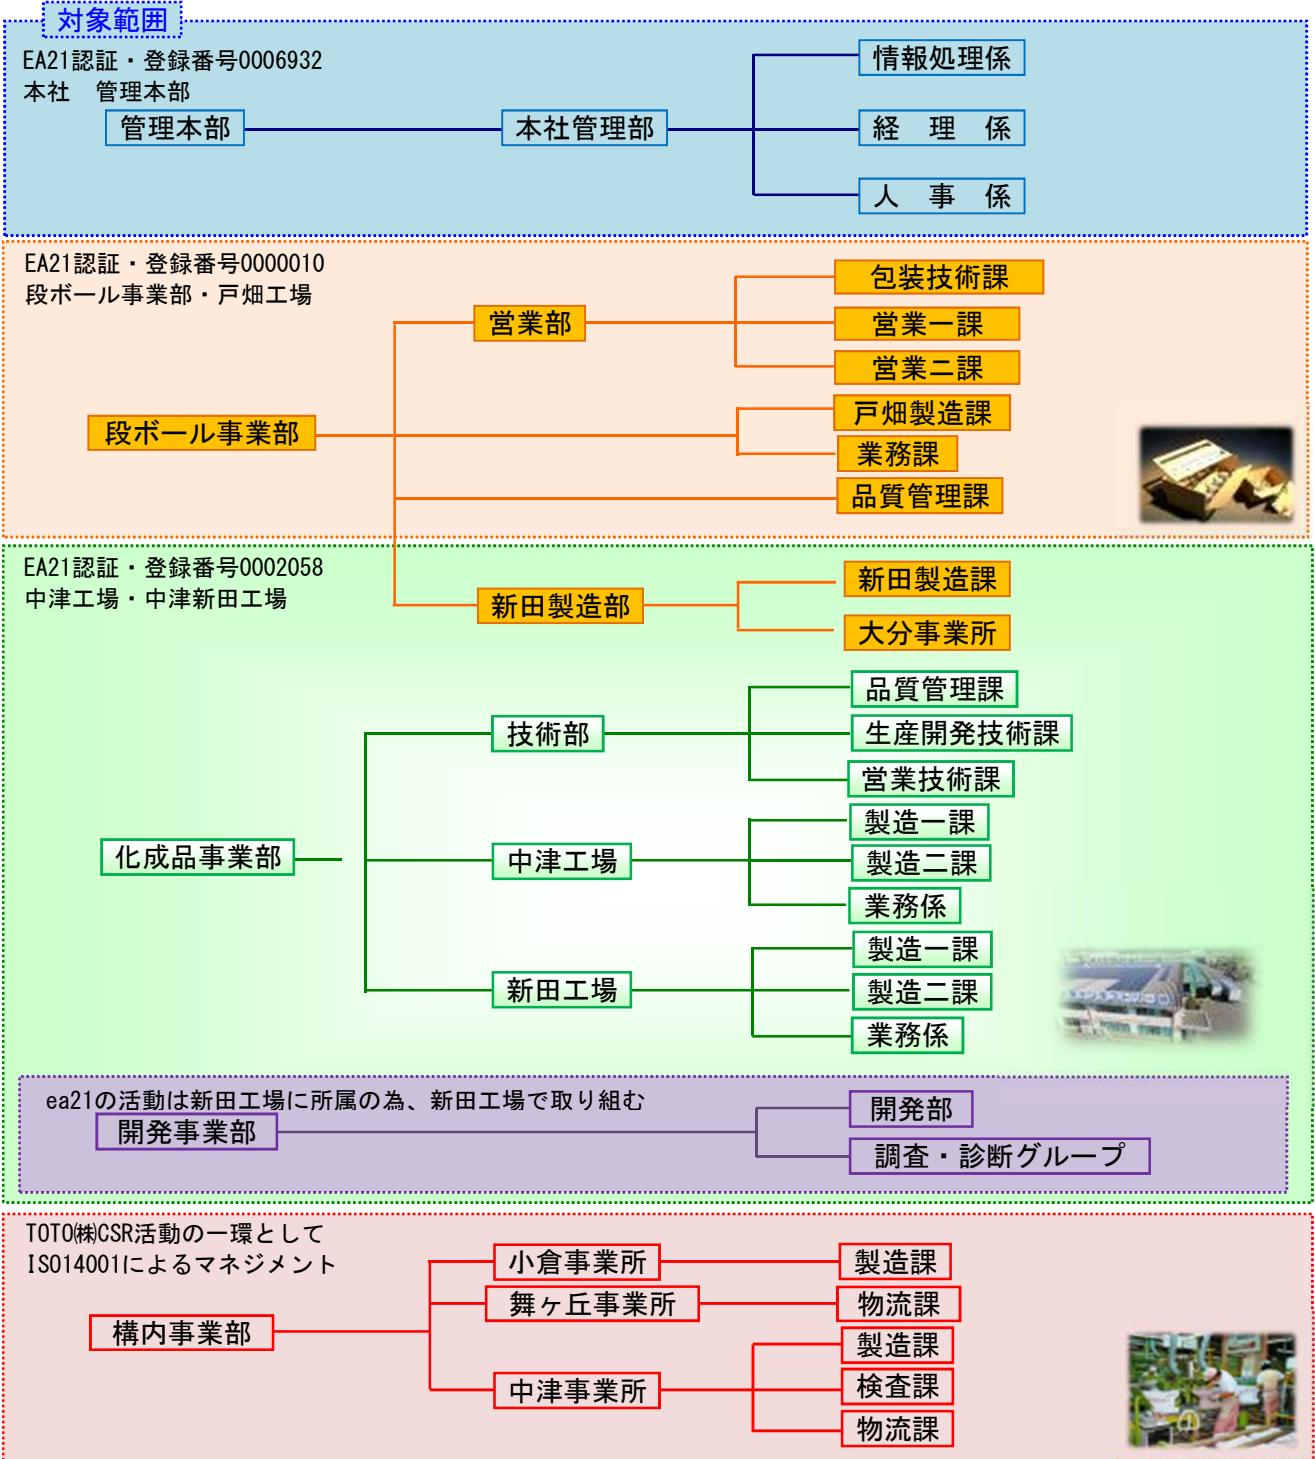 対象範囲
EA21認証・登録番号0006932
本社　管理本部
管理本部
本社管理部
情報処理係
経　理　係
人　事　係
EA21認証・登録番号0000010
段ボール事業部・戸畑工場
段ボール事業部
営業部
包装技術課
営業一課
営業二課
戸畑製造課
業務課
品質管理課
EA21認証・登録番号0002058
中津工場・中津新田工場
新田製造部
新田製造課
大分事業所
化成品事業部
技術部
品質管理課
生産開発技術課
営業技術課
中津工場
製造一課
製造二課
業務係
新田工場
製造一課
製造二課
業務係
ea21の活動は新田工場に所属の為、新田工場で取り組む
開発事業部
開発部
調査・診断グループ
TOTO㈱CSR活動の一環として
ISO14001によるマネジメント
構内事業部
小倉事業所
製造課
舞ヶ丘事業所
物流課
中津事業所
製造課
検査課
物流課